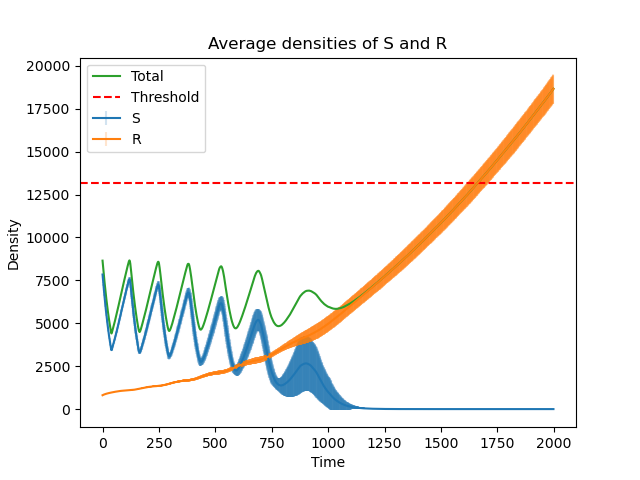 Average densities of S and R
20000
17500
15000
12500
10000
7500
5000
2500
0
Density
Total
Threshold
S
R
0 250 500 750 1000 1250 1500 1750 2000
Time